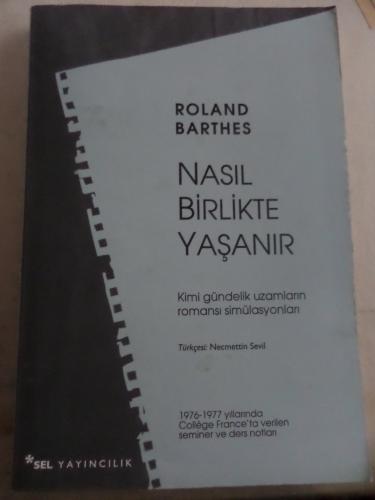 ROLAND
BARTHES
NASIL
BİRLİKTE
YAŞANIR
Kimi gündelik uzamların
romansı simülasyonları
Türkçesi: Necmettin Sevil
1976-1977 yıllarında
Collège France'ta verilen
seminer ve ders notları
*SEL YAYINCILIK